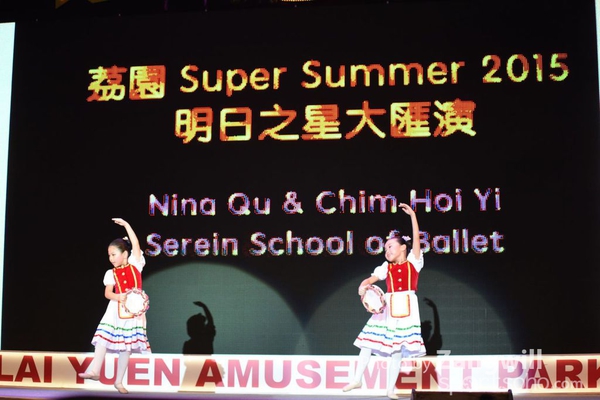 荔園 Super Summer 2015
明日之星大匯演
Nina Qu & Chim Hoi Yi
Serein School of Ballet
LAI YUEN AMUSEMENT PARK